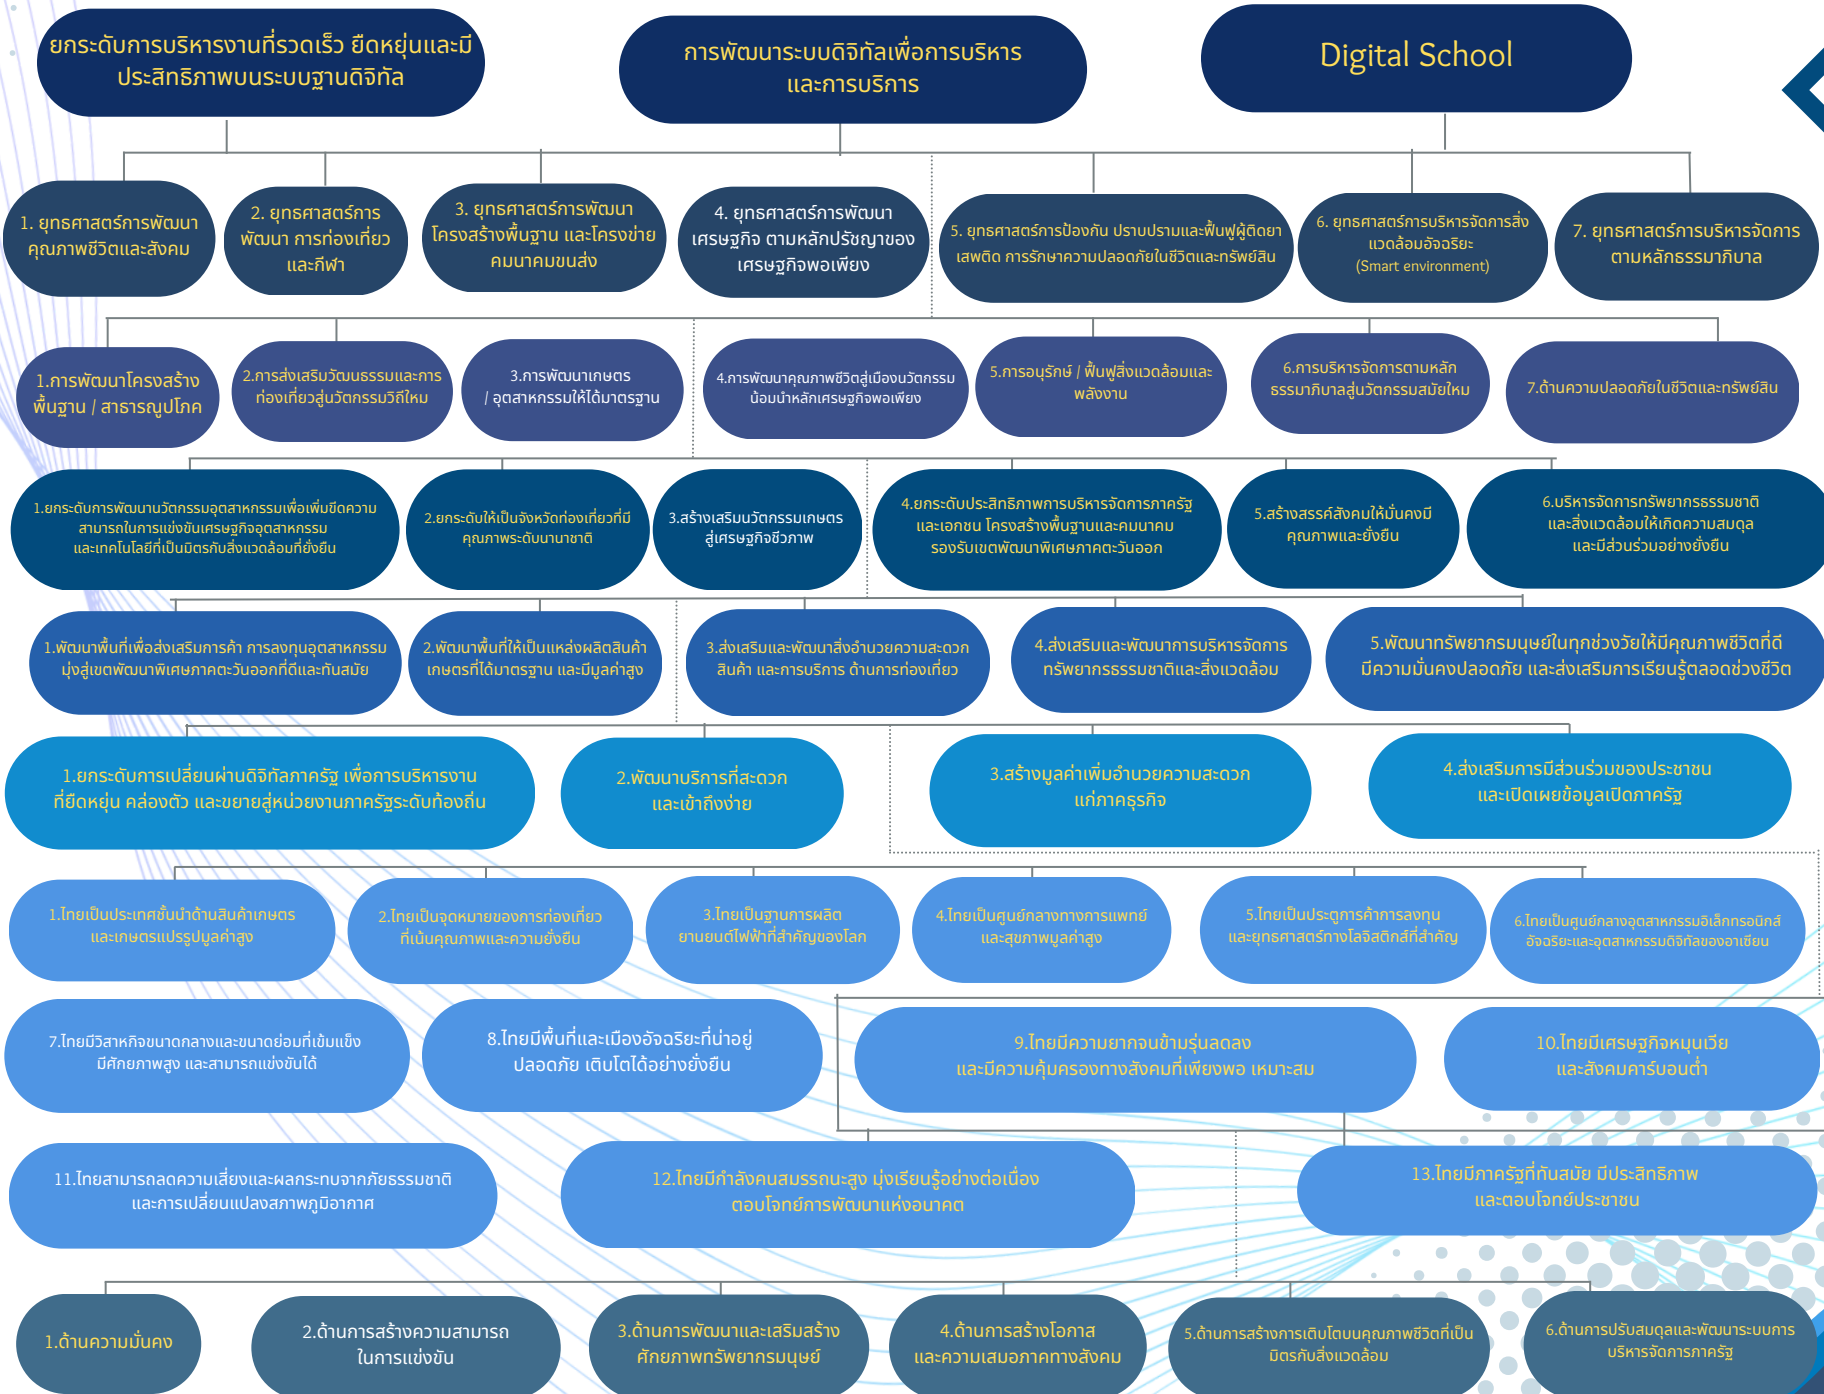 ยกระดับการบริหารงานที่รวดเร็ว ยืดหยุ่นและมี
ประสิทธิภาพบนระบบฐานดิจิทัล
การพัฒนาระบบดิจิทัลเพื่อการบริหาร
และการบริการ
Digital School
1. ยุทธศาสตร์การพัฒนา
คุณภาพชีวิตและสังคม
2. ยุทธศาสตร์การ
พัฒนา การท่องเที่ยว
และกีฬา
3. ยุทธศาสตร์การพัฒนา
โครงสร้างพื้นฐาน และโครงข่าย
คมนาคมขนส่ง
4. ยุทธศาสตร์การพัฒนา
เศรษฐกิจ ตามหลักปรัชญาของ
เศรษฐกิจพอเพียง
5. ยุทธศาสตร์การป้องกัน ปราบปรามและฟื้นฟูผู้ติดยา
เสพติด การรักษาความปลอดภัยในชีวิตและทรัพย์สิน
6. ยุทธศาสตร์การบริหารจัดการสิ่ง
แวดล้อมอัจฉริยะ
(Smart environment)
7. ยุทธศาสตร์การบริหารจัดการ
ตามหลักธรรมาภิบาล
1.การพัฒนาโครงสร้าง
พื้นฐาน / สาธารณูปโภค
2.การส่งเสริมวัฒนธรรมและการ
ท่องเที่ยวสู่นวัตกรรมวิถีใหม่
3.การพัฒนาเกษตร
/ อุตสาหกรรมให้ได้มาตรฐาน
4.การพัฒนาคุณภาพชีวิตสู่เมืองนวัตกรรม
น้อมนำหลักเศรษฐกิจพอเพียง
5.การอนุรักษ์ / ฟื้นฟูสิ่งแวดล้อมและ
พลังงาน
6.การบริหารจัดการตามหลัก
ธรรมาภิบาลสู่นวัตกรรมสมัยใหม่
7.ด้านความปลอดภัยในชีวิตและทรัพย์สิน
1.ยกระดับการพัฒนานวัตกรรมอุตสาหกรรมเพื่อเพิ่มขีดความ
สามารถในการแข่งขันเศรษฐกิจอุตสาหกรรม
และเทคโนโลยีที่เป็นมิตรกับสิ่งแวดล้อมที่ยั่งยืน
2.ยกระดับให้เป็นจังหวัดท่องเที่ยวที่มี
คุณภาพระดับนานาชาติ
3.สร้างเสริมนวัตกรรมเกษตร
สู่เศรษฐกิจชีวภาพ
4.ยกระดับประสิทธิภาพการบริหารจัดการภาครัฐ
และเอกชน โครงสร้างพื้นฐานและคมนาคม
รองรับเขตพัฒนาพิเศษภาคตะวันออก
5.สร้างสรรค์สังคมให้มั่นคงมี
คุณภาพและยั่งยืน
6.บริหารจัดการทรัพยากรธรรมชาติ
และสิ่งแวดล้อมให้เกิดความสมดุล
และมีส่วนร่วมอย่างยั่งยืน
1.พัฒนาพื้นที่เพื่อส่งเสริมการค้า การลงทุนอุตสาหกรรม
มุ่งสู่เขตพัฒนาพิเศษภาคตะวันออกที่ดีและทันสมัย
2.พัฒนาพื้นที่ให้เป็นแหล่งผลิตสินค้า
เกษตรที่ได้มาตรฐาน และมีมูลค่าสูง
3.ส่งเสริมและพัฒนาสิ่งอำนวยความสะดวก
สินค้า และการบริการ ด้านการท่องเที่ยว
4.ส่งเสริมและพัฒนาการบริหารจัดการ
ทรัพยากรธรรมชาติและสิ่งแวดล้อม
5.พัฒนาทรัพยากรมนุษย์ในทุกช่วงวัยให้มีคุณภาพชีวิตที่ดี
มีความมั่นคงปลอดภัย และส่งเสริมการเรียนรู้ตลอดช่วงชีวิต
1.ยกระดับการเปลี่ยนผ่านดิจิทัลภาครัฐ เพื่อการบริหารงาน
ที่ยืดหยุ่น คล่องตัว และขยายสู่หน่วยงานภาครัฐระดับท้องถิ่น
2.พัฒนาบริการที่สะดวก
และเข้าถึงง่าย
3.สร้างมูลค่าเพิ่มอำนวยความสะดวก
แก่ภาคธุรกิจ
4.ส่งเสริมการมีส่วนร่วมของประชาชน
และเปิดเผยข้อมูลเปิดภาครัฐ
1.ไทยเป็นประเทศชั้นนำด้านสินค้าเกษตร
และเกษตรแปรรูปมูลค่าสูง
2.ไทยเป็นจุดหมายของการท่องเที่ยว
ที่เน้นคุณภาพและความยั่งยืน
3.ไทยเป็นฐานการผลิต
ยานยนต์ไฟฟ้าที่สำคัญของโลก
4.ไทยเป็นศูนย์กลางทางการแพทย์
และสุขภาพมูลค่าสูง
5.ไทยเป็นประตูการค้าการลงทุน
และยุทธศาสตร์ทางโลจิสติกส์ที่สำคัญ
6.ไทยเป็นศูนย์กลางอุตสาหกรรมอิเล็กทรอนิกส์
อัจฉริยะและอุตสาหกรรมดิจิทัลของอาเซียน
7.ไทยมีวิสาหกิจขนาดกลางและขนาดย่อมที่เข้มแข็ง
มีศักยภาพสูง และสามารถแข่งขันได้
8.ไทยมีพื้นที่และเมืองอัจฉริยะที่น่าอยู่
ปลอดภัย เติบโตได้อย่างยั่งยืน
9.ไทยมีความยากจนข้ามรุ่นลดลง
และมีความคุ้มครองทางสังคมที่เพียงพอ เหมาะสม
10.ไทยมีเศรษฐกิจหมุนเวีย
และสังคมคาร์บอนต่ำ
11.ไทยสามารถลดความเสี่ยงและผลกระทบจากภัยธรรมชาติ
และการเปลี่ยนแปลงสภาพภูมิอากาศ
12.ไทยมีกำลังคนสมรรถนะสูง มุ่งเรียนรู้อย่างต่อเนื่อง
ตอบโจทย์การพัฒนาแห่งอนาคต
13.ไทยมีภาครัฐที่ทันสมัย มีประสิทธิภาพ
และตอบโจทย์ประชาชน
1.ด้านความมั่นคง
2.ด้านการสร้างความสามารถ
ในการแข่งขัน
3.ด้านการพัฒนาและเสริมสร้าง
ศักยภาพทรัพยากรมนุษย์
4.ด้านการสร้างโอกาส
และความเสมอภาคทางสังคม
5.ด้านการสร้างการเติบโตบนคุณภาพชีวิตที่เป็น
มิตรกับสิ่งแวดล้อม
6.ด้านการปรับสมดุลและพัฒนาระบบการ
บริหารจัดการภาครัฐ